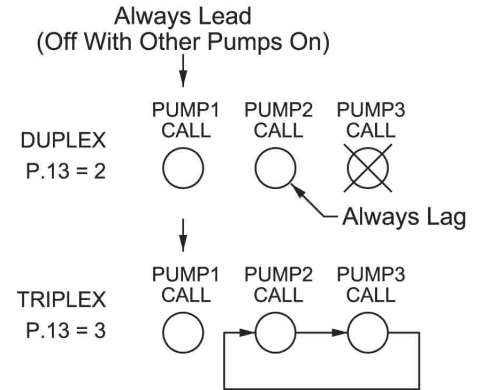 Always Lead
(Off With Other Pumps On)
DUPLEX
P.13 = 2
PUMP1
CALL
PUMP2
CALL
PUMP3
CALL
Always Lag
TRIPLEX
P.13 = 3
PUMP1
CALL
PUMP2
CALL
PUMP3
CALL